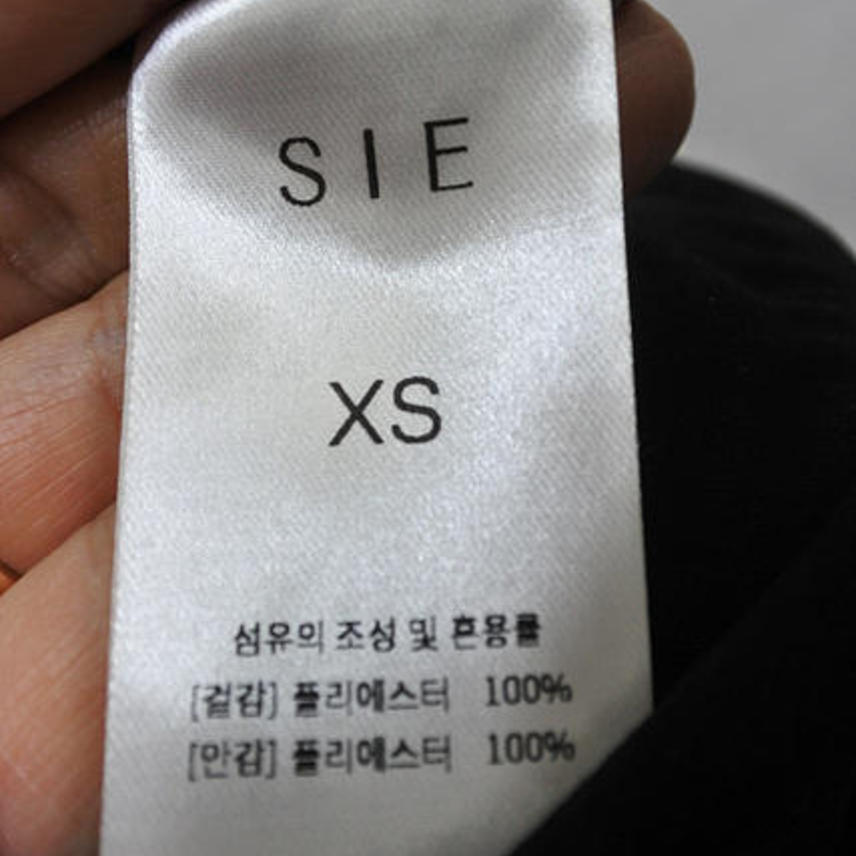 SIE
XS
섬유의 조성 및 혼용률
[겉감] 폴리에스터 100%
[안감] 폴리에스터 100%